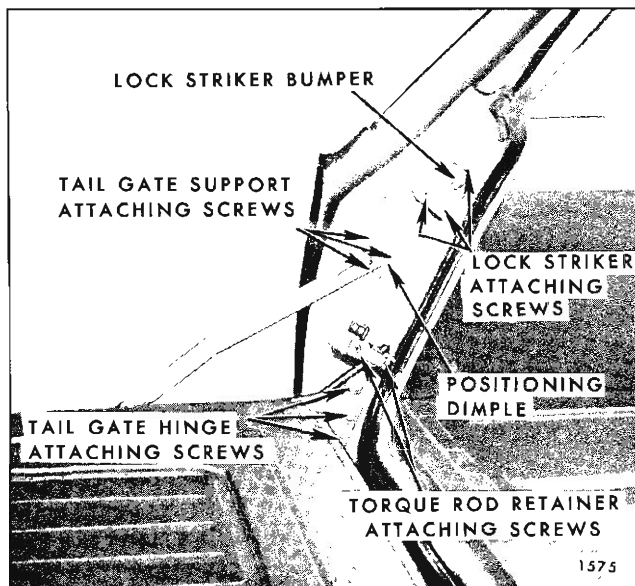 LOCK STRIKER BUMPER
TAIL GATE SUPPORT
ATTACHING SCREWS
LOCK STRIKER
ATTACHING
SCREWS
POSITIONING
DIMPLE
TAIL GATE HINGE
ATTACHING SCREWS
TORQUE ROD RETAINER
ATTACHING SCREWS
1575